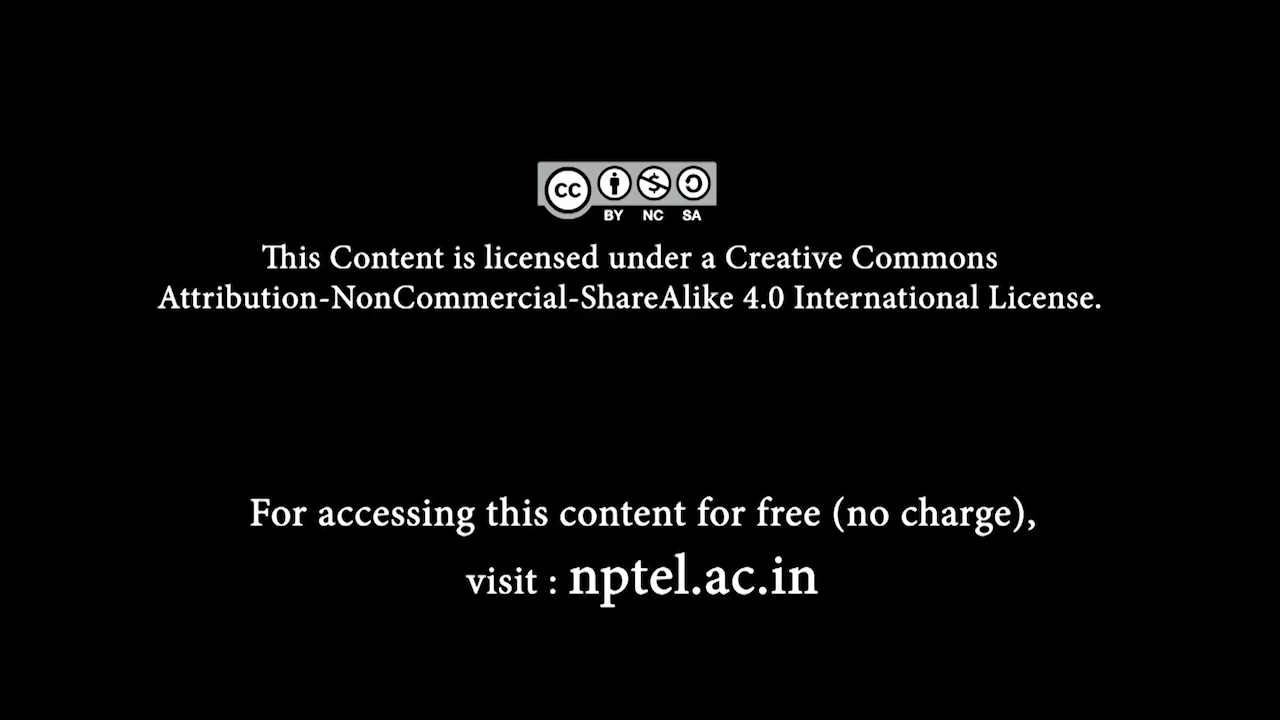 CC BY NC SA
This Content is licensed under a Creative Commons
Attribution-NonCommercial-ShareAlike 4.0 International License.
For accessing this content for free (no charge),
visit : nptel.ac.in